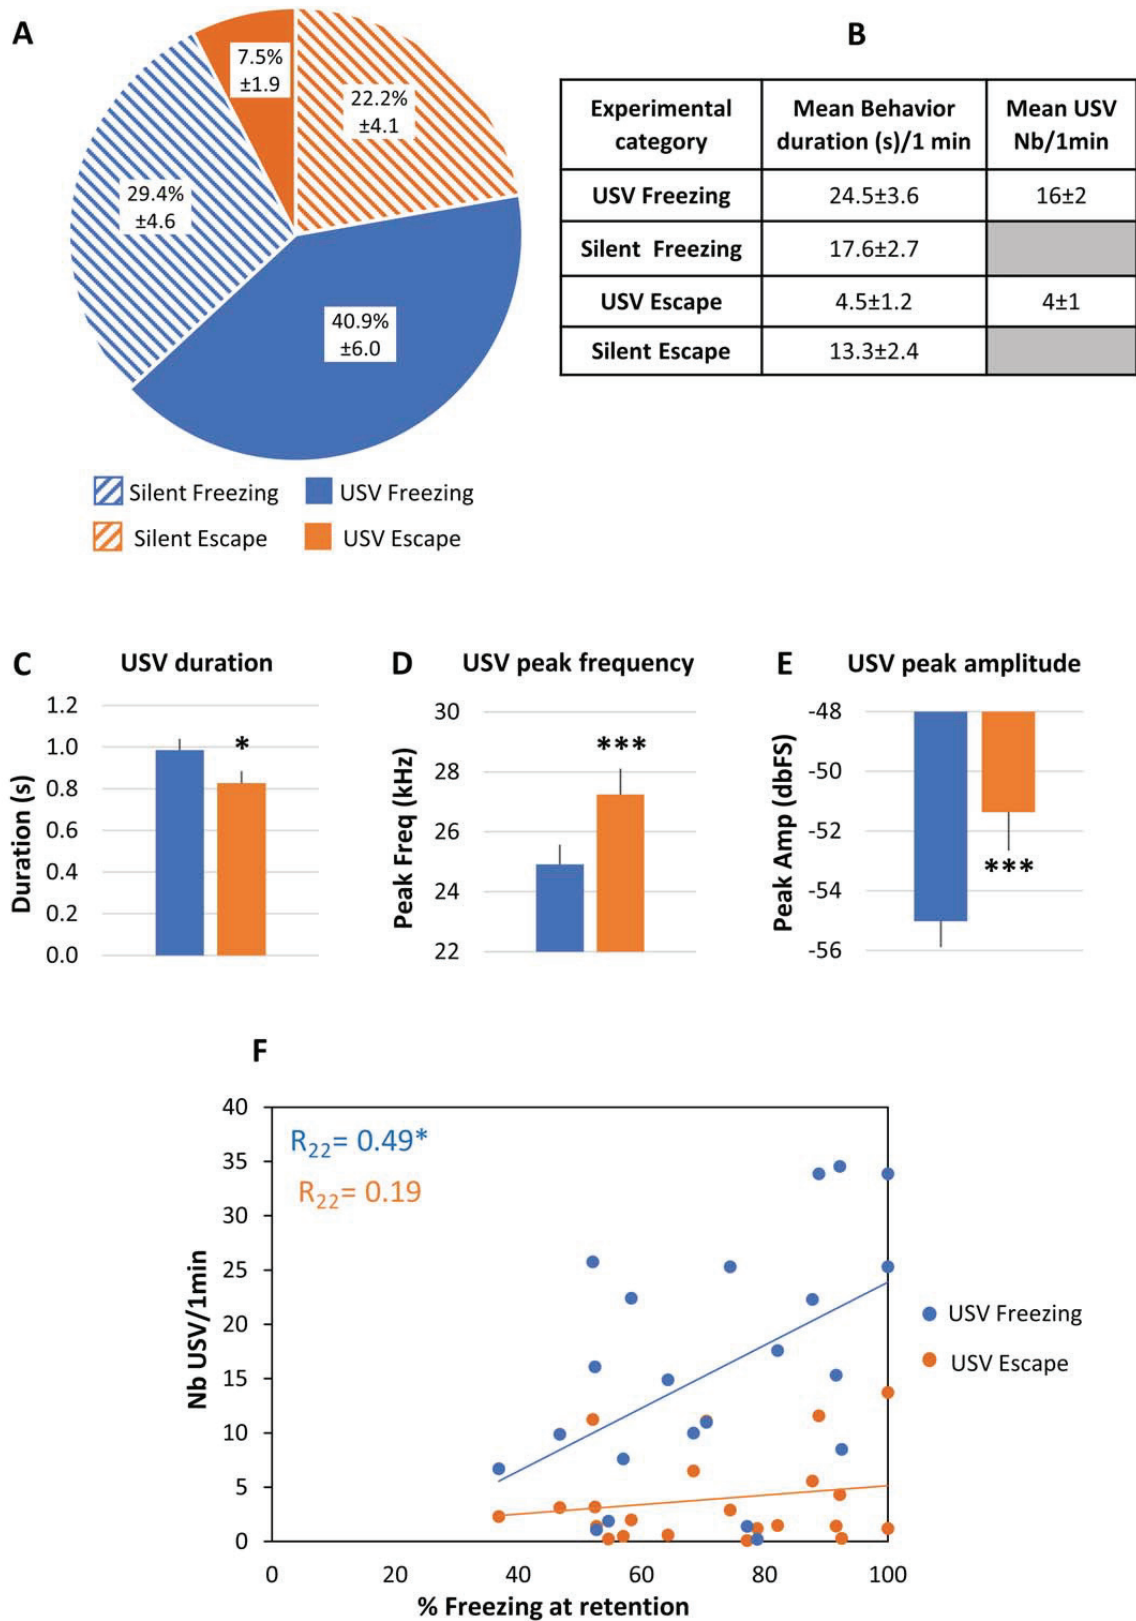 A
7.5%
±1.9
22.2%
±4.1
29.4%
±4.6
40.9%
±6.0
Silent Freezing
USV Freezing
Silent Escape
USV Escape
B
Experimental category
Mean Behavior duration (s)/1 min
Mean USV Nb/1min
USV Freezing 24.5±3.6 16±2
Silent Freezing 17.6±2.7
USV Escape 4.5±1.2 4±1
Silent Escape 13.3±2.4
C
USV duration
Duration (s)
1.2
1.0
0.8
0.6
0.4
0.2
0.0
*
D
USV peak frequency
Peak Freq (kHz)
30
28
26
24
22
***
E
USV peak amplitude
Peak Amp (dbFS)
-48
-50
-52
-54
-56
***
F
R22= 0.49*
R22= 0.19
Nb USV/1min
40
35
30
25
20
15
10
5
0
0 20 40 60 80 100
% Freezing at retention
USV Freezing
USV Escape